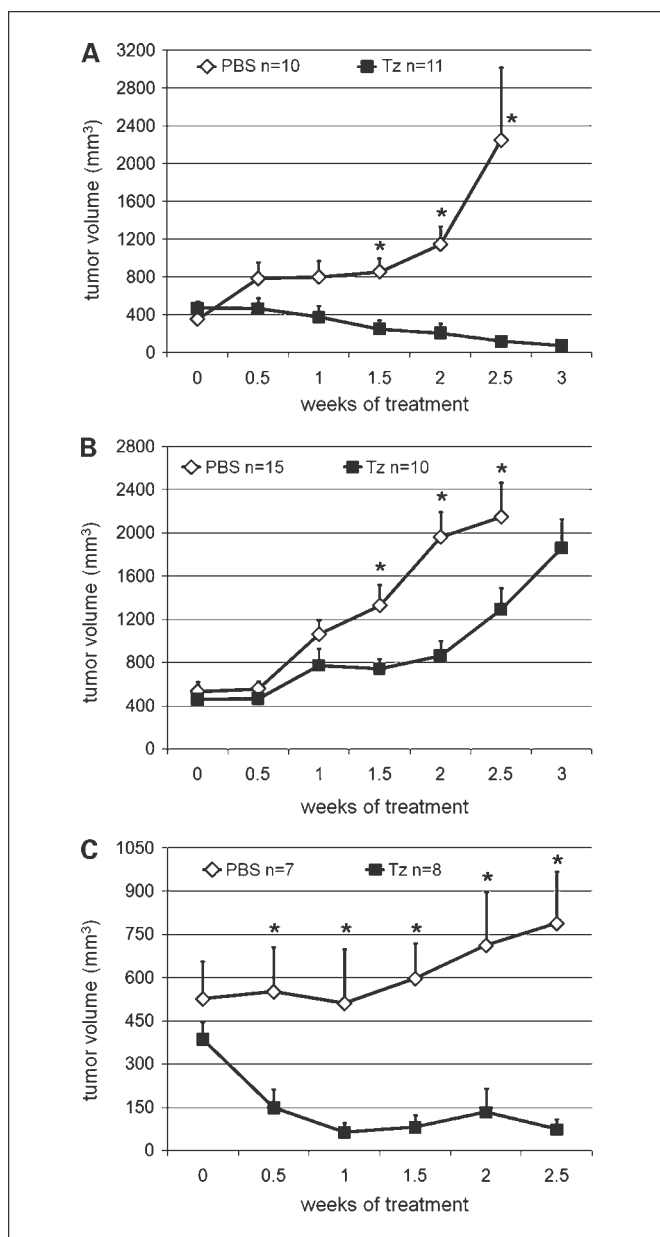 A
PBS n=10 Tz n=11
tumor volume (mm³)
3200
2800
2400
2000
1600
1200
800
400
0
* * *
0 0.5 1 1.5 2 2.5 3
weeks of treatment
B
PBS n=15 Tz n=10
tumor volume (mm³)
2800
2400
2000
1600
1200
800
400
0
* * *
0 0.5 1 1.5 2 2.5 3
weeks of treatment
C
PBS n=7 Tz n=8
tumor volume (mm³)
1050
900
750
600
450
300
150
0
* * * * *
0 0.5 1 1.5 2 2.5
weeks of treatment